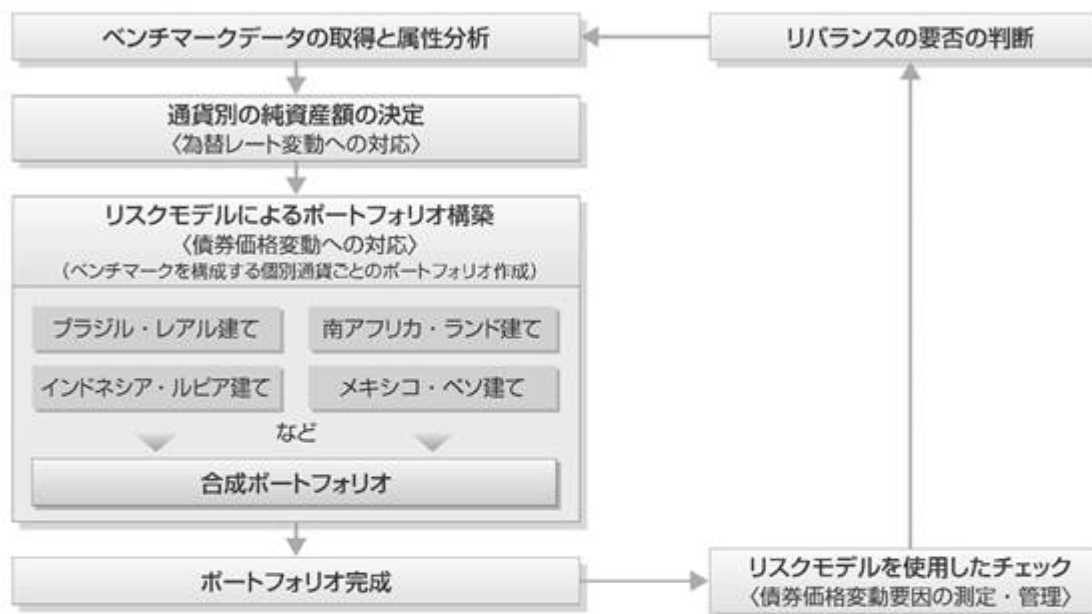 ベンチマークデータの取得と属性分析
通貨別の純資産額の決定
〈為替レート変動への対応〉
リスクモデルによるポートフォリオ構築
〈債券価格変動への対応〉
（ベンチマークを構成する個別通貨ごとのポートフォリオ作成）
ブラジル・レアル建て
南アフリカ・ランド建て
インドネシア・ルピア建て
メキシコ・ペソ建て
など
合成ポートフォリオ
ポートフォリオ完成
リスクモデルを使用したチェック
〈債券価格変動要因の測定・管理〉
リバランスの要否の判断